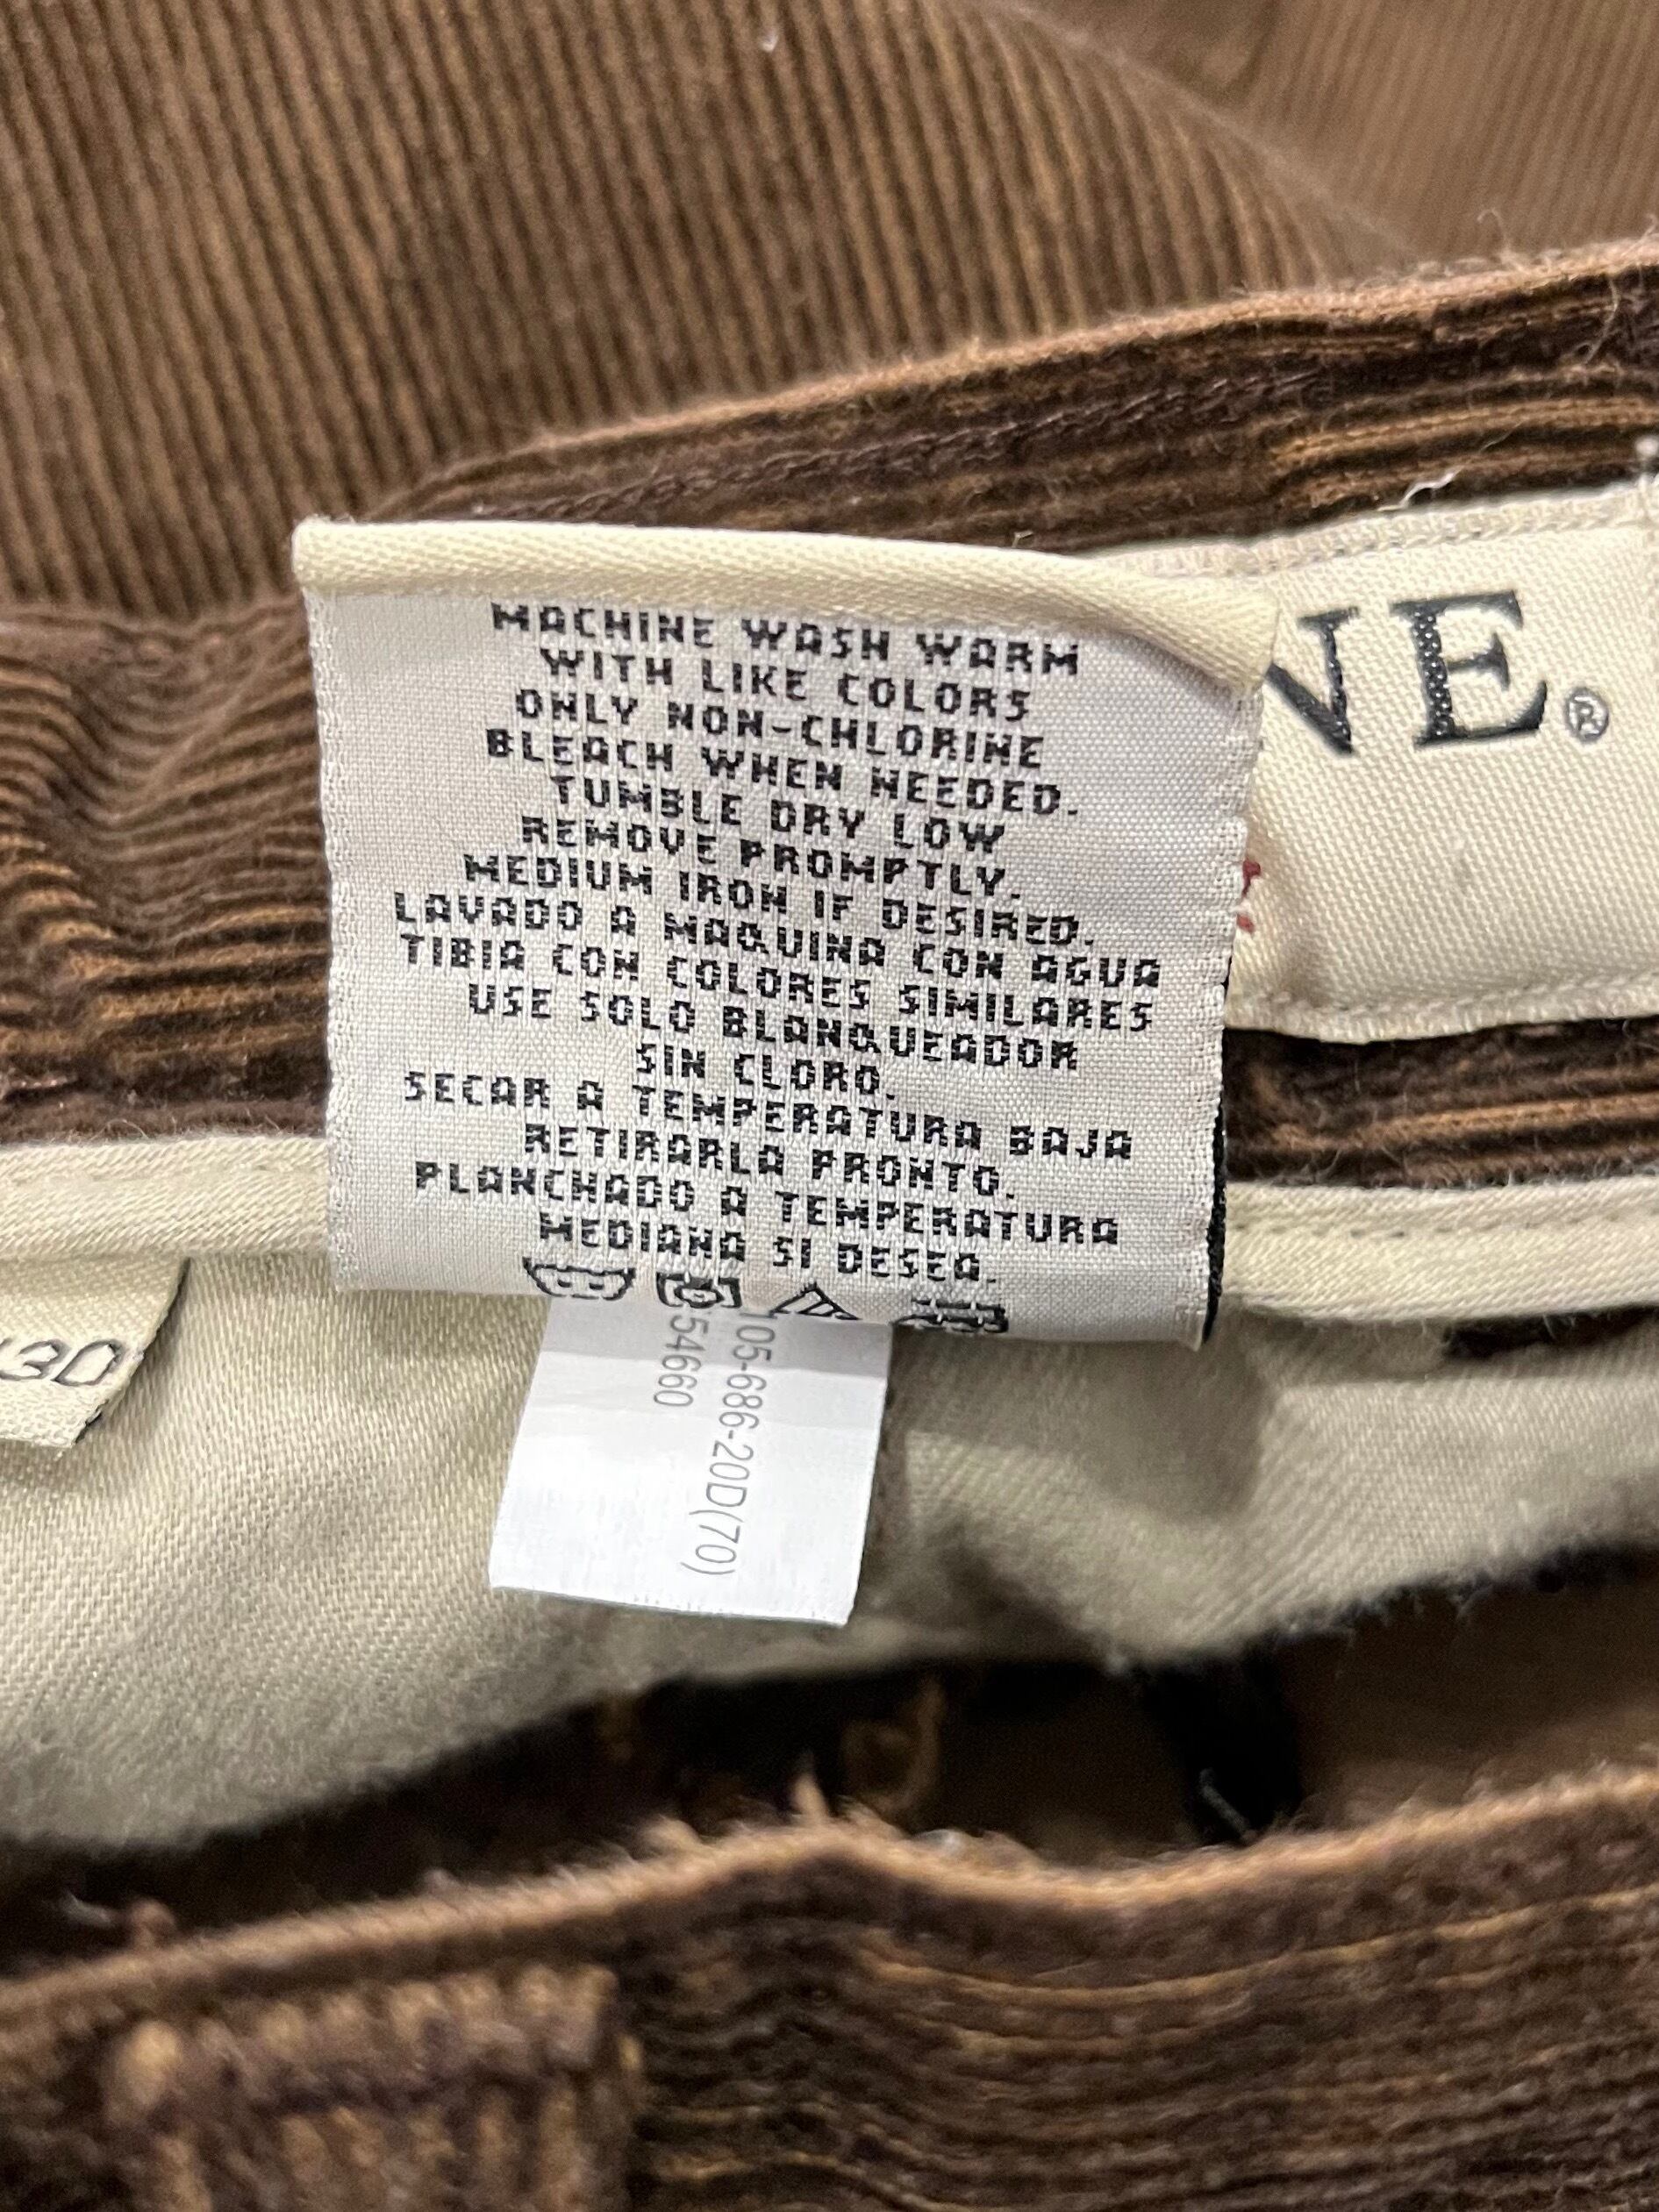 MACHINE WASH WARM
WITH LIKE COLORS
ONLY NON-CHLORINE
BLEACH WHEN NEEDED.
TUMBLE DRY LOW
REMOVE PROMPTLY.
MEDIUM IRON IF DESIRED.
LAVADO A MAQUINA CON AGUA
TIBIA CON COLORES SIMILARES
USE SOLO BLANQUEADOR
SIN CLORO.
SECAR A TEMPERATURA BAJA
RETIRARLA PRONTO.
PLANCHADO A TEMPERATURA
MEDIANA SI DESEA.
NE®
30
105-686-20D(70)
54660